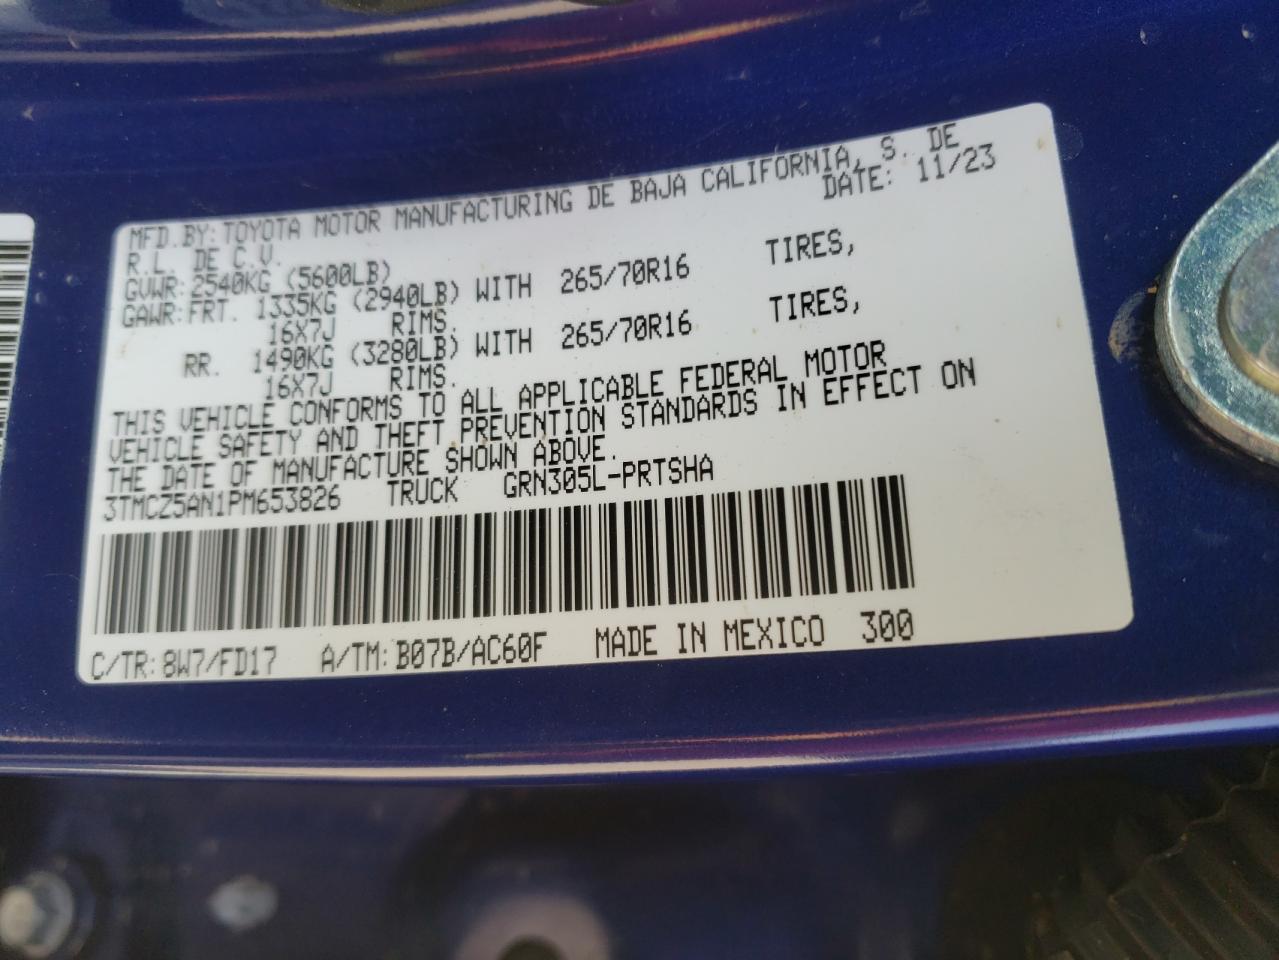 MFD.BY: TOYOTA MOTOR MANUFACTURING DE BAJA CALIFORNIA, S. DE
R.L. DE C.V. DATE: 11/23
GVWR: 2540KG (5600LB)
GAWR: FRT. 1335KG (2940LB) WITH 265/70R16 TIRES,
16X7J RIMS.
RR. 1490KG (3280LB) WITH 265/70R16 TIRES,
16X7J RIMS.
THIS VEHICLE CONFORMS TO ALL APPLICABLE FEDERAL MOTOR
VEHICLE SAFETY AND THEFT PREVENTION STANDARDS IN EFFECT ON
THE DATE OF MANUFACTURE SHOWN ABOVE.
3TMCZ5AN1PM653826 TRUCK GRN305L-PRTSHA
C/TR: 8W7/FD17 A/TM: B07B/AC60F MADE IN MEXICO 300